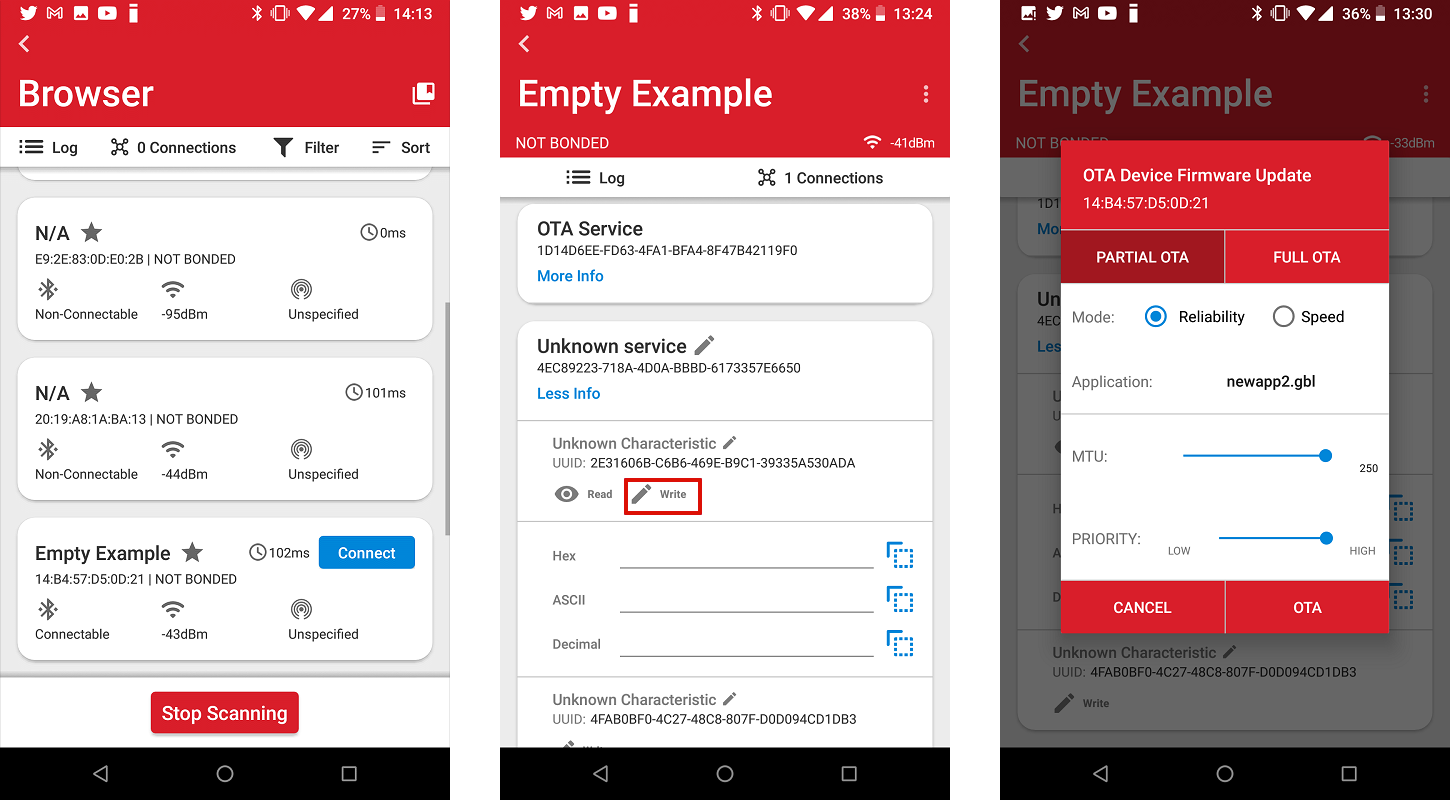 27% 14:13
Browser
Log 0 Connections Filter Sort
N/A 0ms
E9:2E:83:0D:E0:2B | NOT BONDED
Non-Connectable -95dBm Unspecified
N/A 101ms
20:19:A8:1A:BA:13 | NOT BONDED
Non-Connectable -44dBm Unspecified
Empty Example 102ms Connect
14:B4:57:D5:0D:21 | NOT BONDED
Connectable -43dBm Unspecified
Stop Scanning
38% 13:24
Empty Example
NOT BONDED -41dBm
Log 1 Connections
OTA Service
1D14D6EE-FD63-4FA1-BFA4-8F47B42119F0
More Info
Unknown service
4EC89223-718A-4D0A-BBBD-6173357E6650
Less Info
Unknown Characteristic
UUID: 2E31606B-C6B6-469E-B9C1-39335A530ADA
Read Write
Hex
ASCII
Decimal
Unknown Characteristic
UUID: 4FAB0BF0-4C27-48C8-807F-D0D094CD1DB3
36% 13:30
Empty Example
NOT BONDED -33dBm
OTA Device Firmware Update
14:B4:57:D5:0D:21
PARTIAL OTA FULL OTA
Mode: Reliability Speed
Application: newapp2.gbl
MTU: 250
PRIORITY: LOW HIGH
CANCEL OTA
Unknown Characteristic
UUID: 4FAB0BF0-4C27-48C8-807F-D0D094CD1DB3
Write